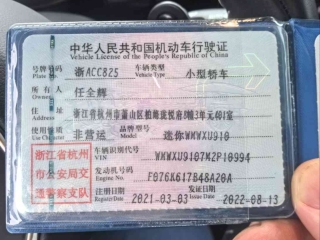 中华人民共和国机动车行驶证
Vehicle License of the People's Republic of China
号牌号码 浙ACC825 车辆类型 小型轿车
Plate No. Vehicle Type
所有人 任全辉
Owner
住址
Address
使用性质 非营运 品牌型号 迷你WMWXU910
Use Character Model
浙江省杭州
市公安局交
通警察支队
车辆识别代号
VIN
发动机号码
Engine No.
注册日期 2021-03-03 发证日期 2022-08-13
Register Date Issue Date